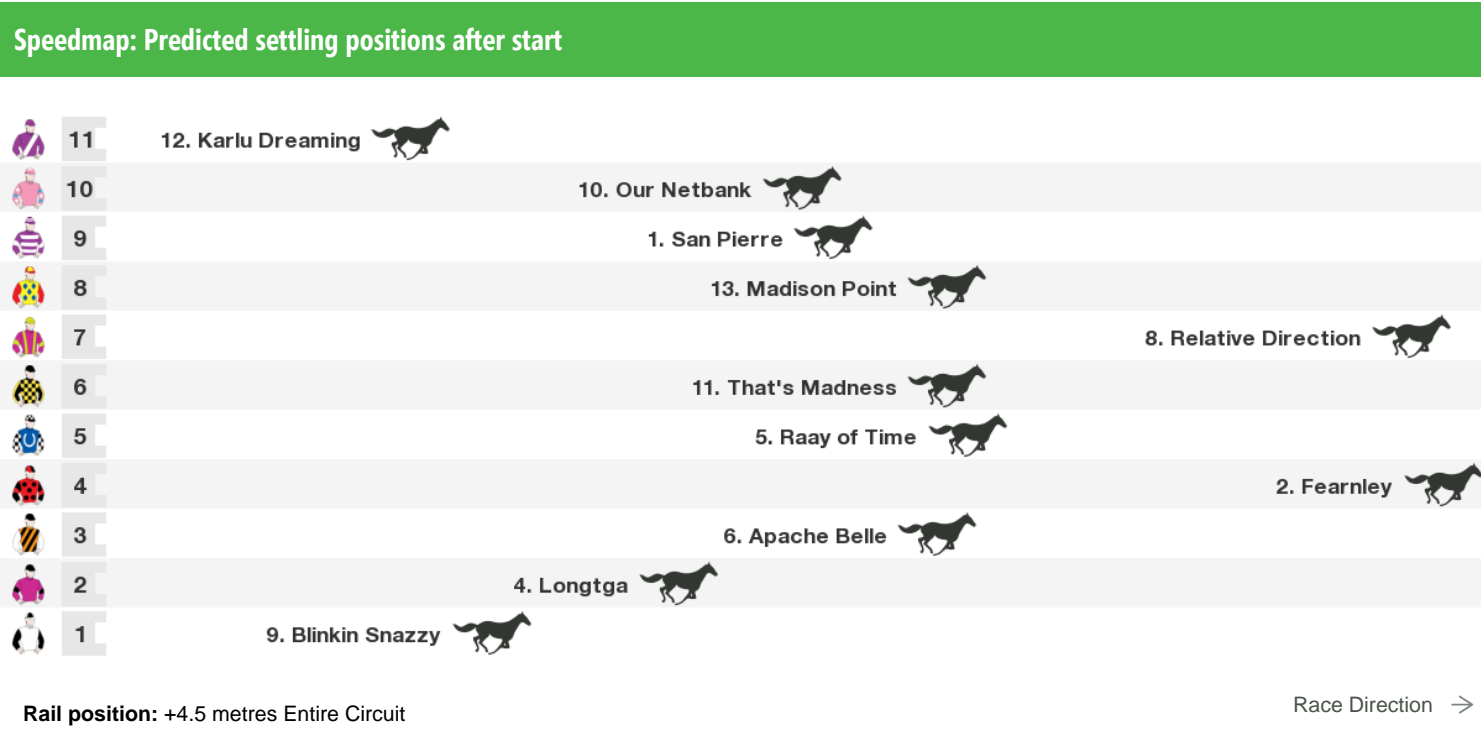 Speedmap: Predicted settling positions after start
11 12. Karlu Dreaming
10 10. Our Netbank
9 1. San Pierre
8 13. Madison Point
7 8. Relative Direction
6 11. That's Madness
5 5. Raay of Time
4 2. Fearnley
3 6. Apache Belle
2 4. Longtga
1 9. Blinkin Snazzy
Rail position: +4.5 metres Entire Circuit
Race Direction →